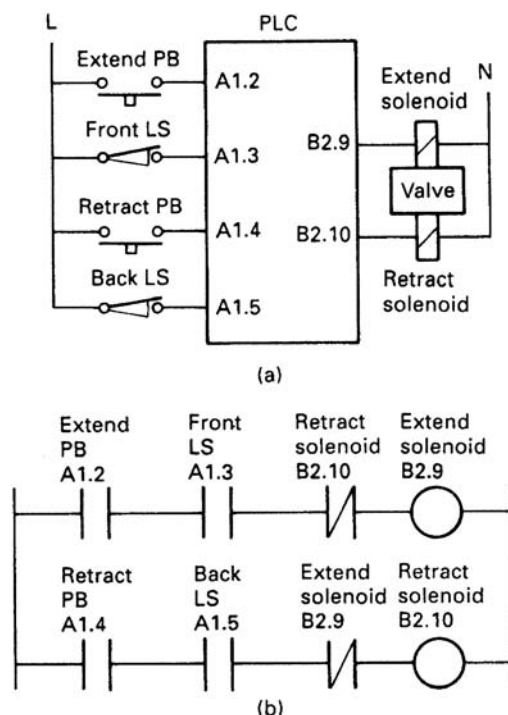 L
PLC
Extend PB
A1.2
Extend
solenoid
N
Front LS
A1.3
B2.9
Valve
Retract PB
A1.4
B2.10
Back LS
A1.5
Retract
solenoid
(a)
Extend
PB
A1.2
Front
LS
A1.3
Retract
solenoid
B2.10
Extend
solenoid
B2.9
Retract
PB
A1.4
Back
LS
A1.5
Extend
solenoid
B2.9
Retract
solenoid
B2.10
(b)